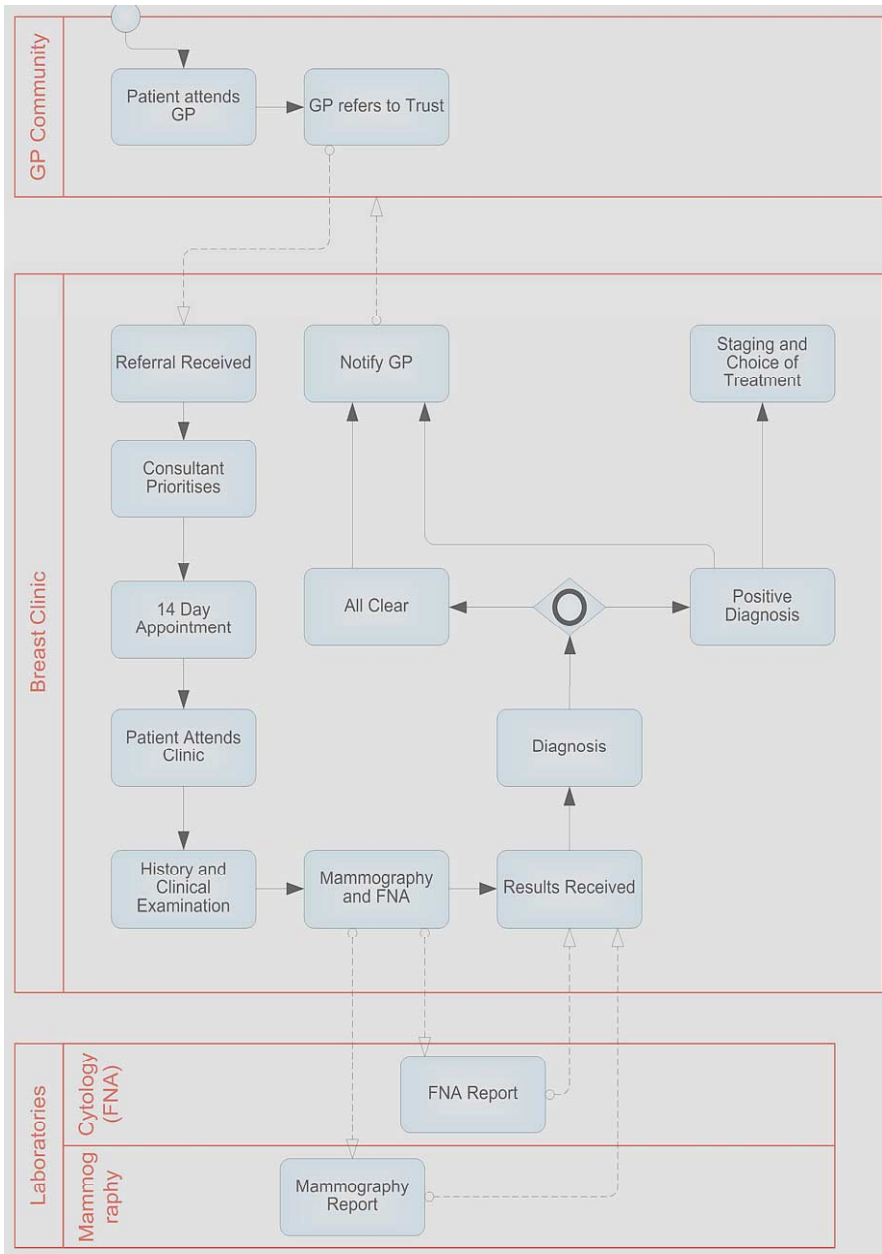 GP Community
Patient attends
GP
GP refers to Trust
Breast Clinic
Referral Received
Notify GP
Staging and
Choice of
Treatment
Consultant
Prioritises
14 Day
Appointment
All Clear
Positive
Diagnosis
Patient Attends
Clinic
Diagnosis
History and
Clinical
Examination
Mammography
and FNA
Results Received
Laboratories
Cytology
(FNA)
FNA Report
Mammog
raphy
Mammography
Report